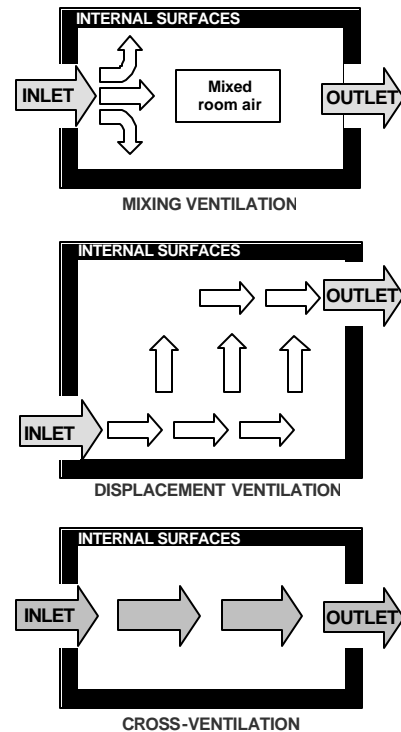 INTERNAL SURFACES
INLET
Mixed
room air
OUTLET
MIXING VENTILATION
INTERNAL SURFACES
OUTLET
INLET
DISPLACEMENT VENTILATION
INTERNAL SURFACES
INLET
OUTLET
CROSS-VENTILATION